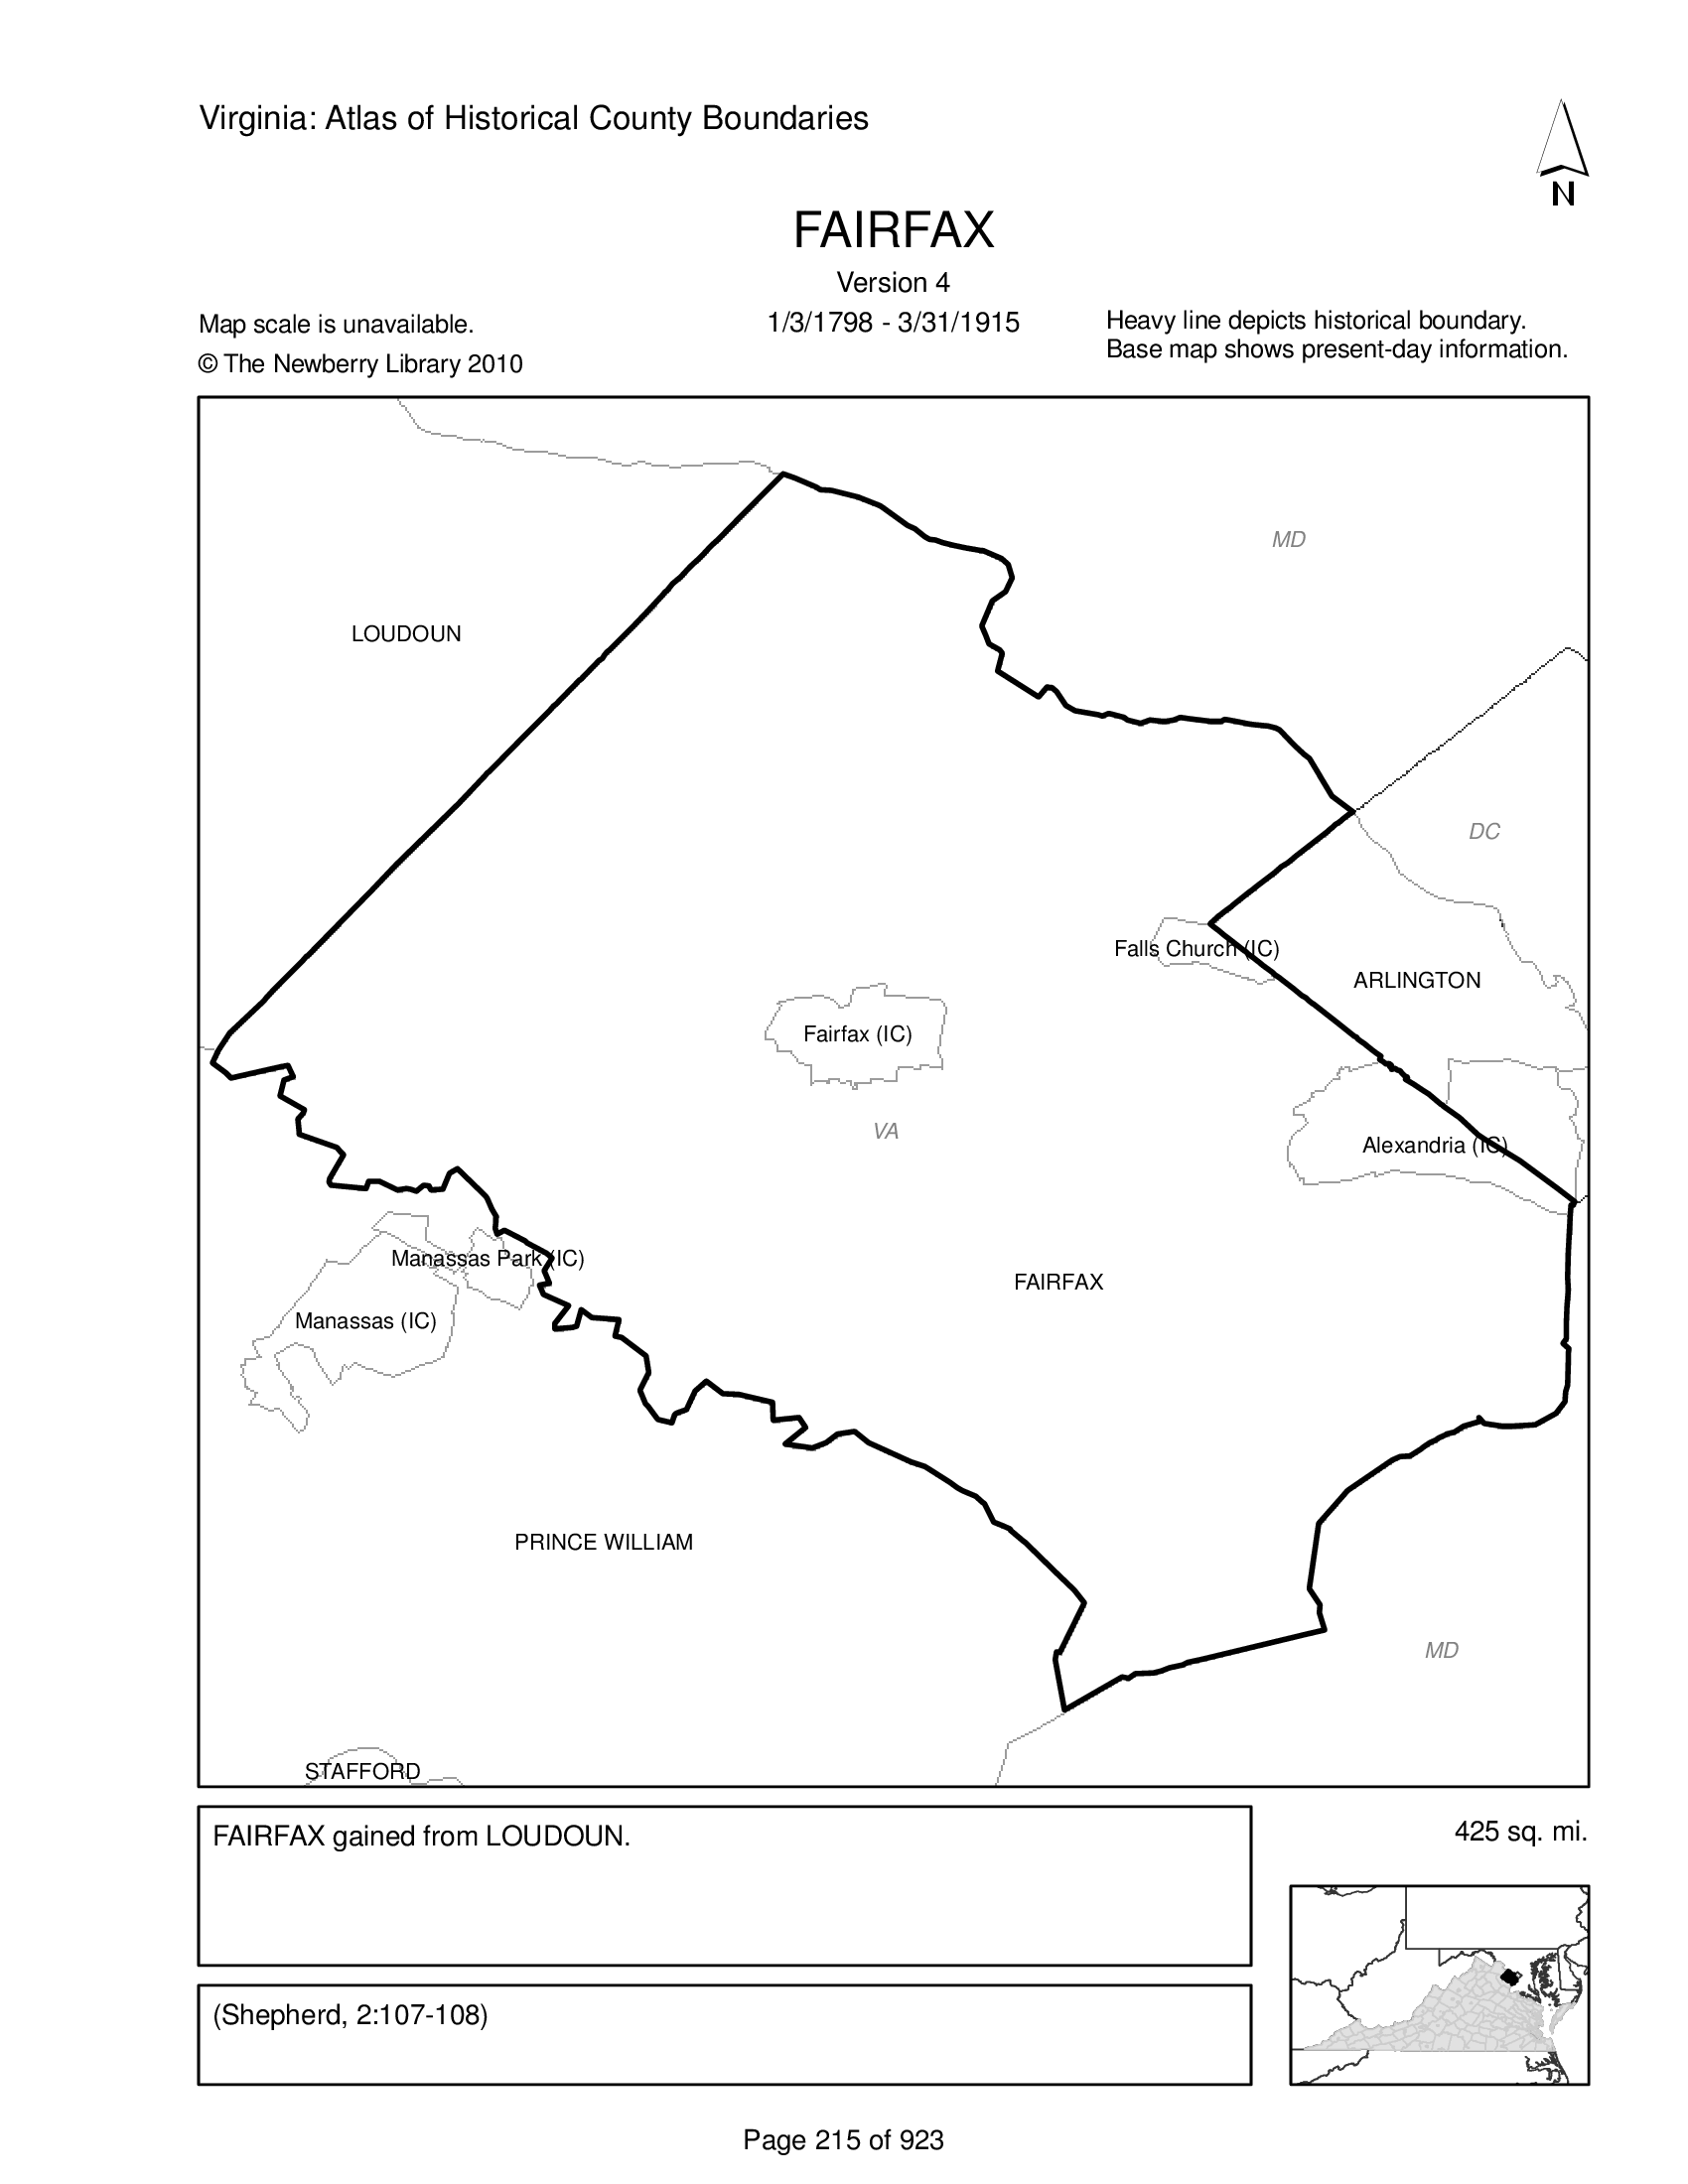 Virginia: Atlas of Historical County Boundaries
N
FAIRFAX
Version 4
1/3/1798 - 3/31/1915
Map scale is unavailable.
© The Newberry Library 2010
Heavy line depicts historical boundary.
Base map shows present-day information.
MD
LOUDOUN
DC
Falls Church (IC)
ARLINGTON
Fairfax (IC)
VA
Alexandria (IC)
Manassas Park (IC)
FAIRFAX
Manassas (IC)
PRINCE WILLIAM
MD
STAFFORD
FAIRFAX gained from LOUDOUN.
425 sq. mi.
(Shepherd, 2:107-108)
Page 215 of 923